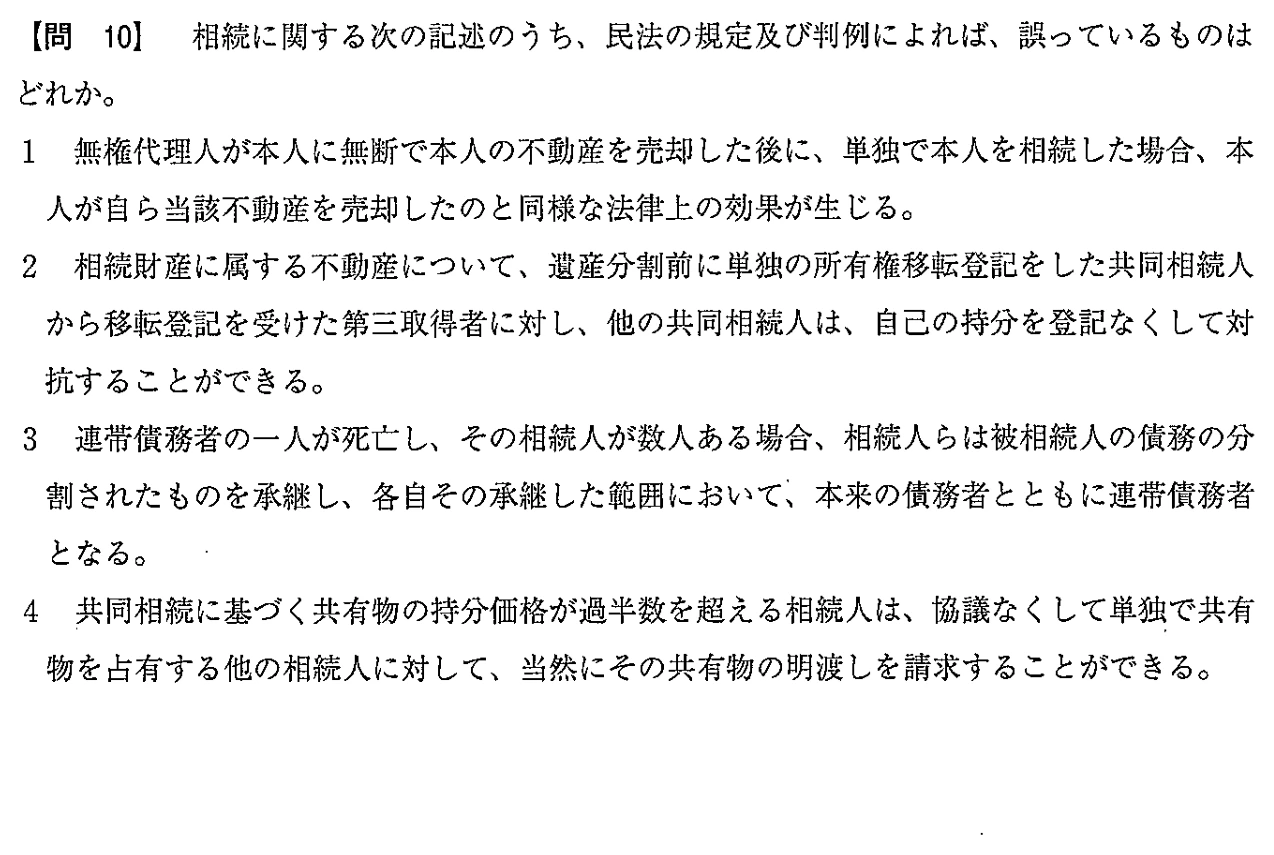 【問　10】　相続に関する次の記述のうち、民法の規定及び判例によれば、誤っているものは
どれか。
1　無権代理人が本人に無断で本人の不動産を売却した後に、単独で本人を相続した場合、本
人が自ら当該不動産を売却したのと同様な法律上の効果が生じる。
2　相続財産に属する不動産について、遺産分割前に単独の所有権移転登記をした共同相続人
から移転登記を受けた第三取得者に対し、他の共同相続人は、自己の持分を登記なくして対
抗することができる。
3　連帯債務者の一人が死亡し、その相続人が数人ある場合、相続人らは被相続人の債務の分
割されたものを承継し、各自その承継した範囲において、本来の債務者とともに連帯債務者
となる。
4　共同相続に基づく共有物の持分価格が過半数を超える相続人は、協議なくして単独で共有
物を占有する他の相続人に対して、当然にその共有物の明渡しを請求することができる。